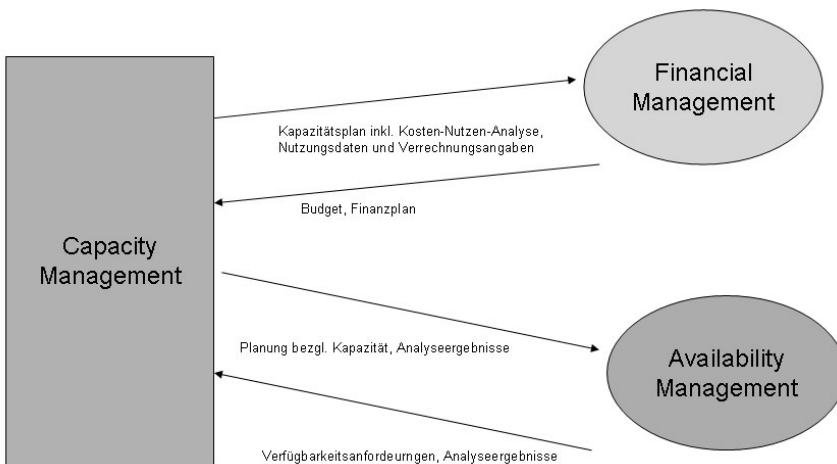 Financial
Management
Kapazitätsplan inkl. Kosten-Nutzen-Analyse,
Nutzungsdaten und Verrechnungsangaben
Budget, Finanzplan
Capacity
Management
Planung bezgl. Kapazität, Analyseergebnisse
Availability
Management
Verfügbarkeitsanfordeurngen, Analyseergebnisse